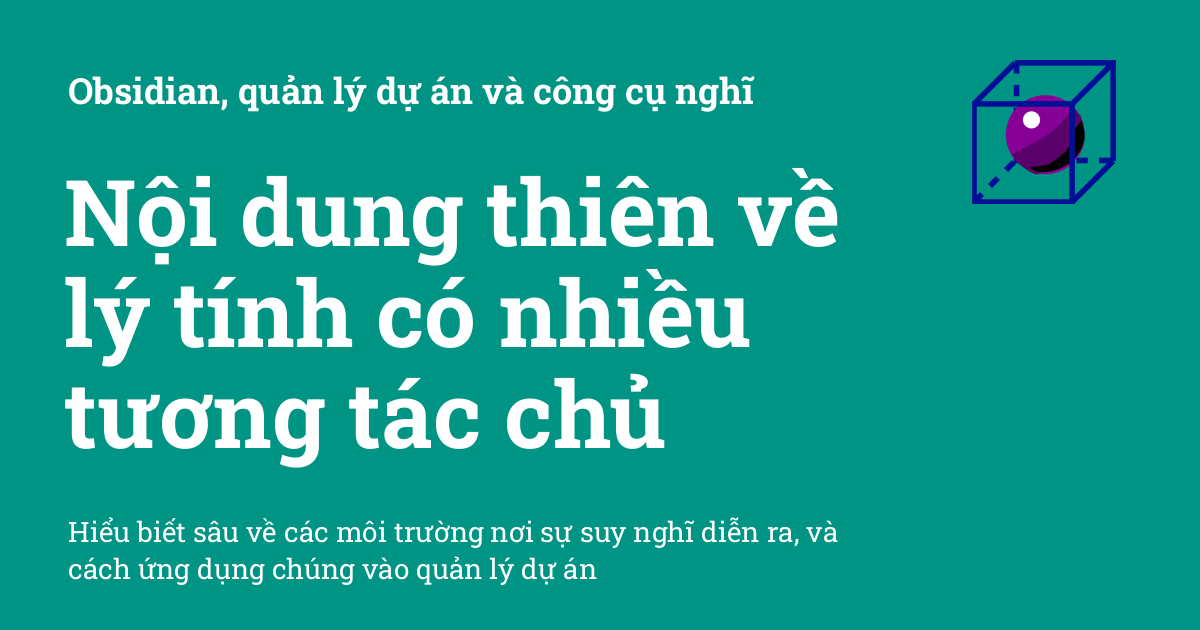 Obsidian, quản lý dự án và công cụ nghĩ
Nội dung thiên về
lý tính có nhiều
tương tác chủ
Hiểu biết sâu về các môi trường nơi sự suy nghĩ diễn ra, và
cách ứng dụng chúng vào quản lý dự án